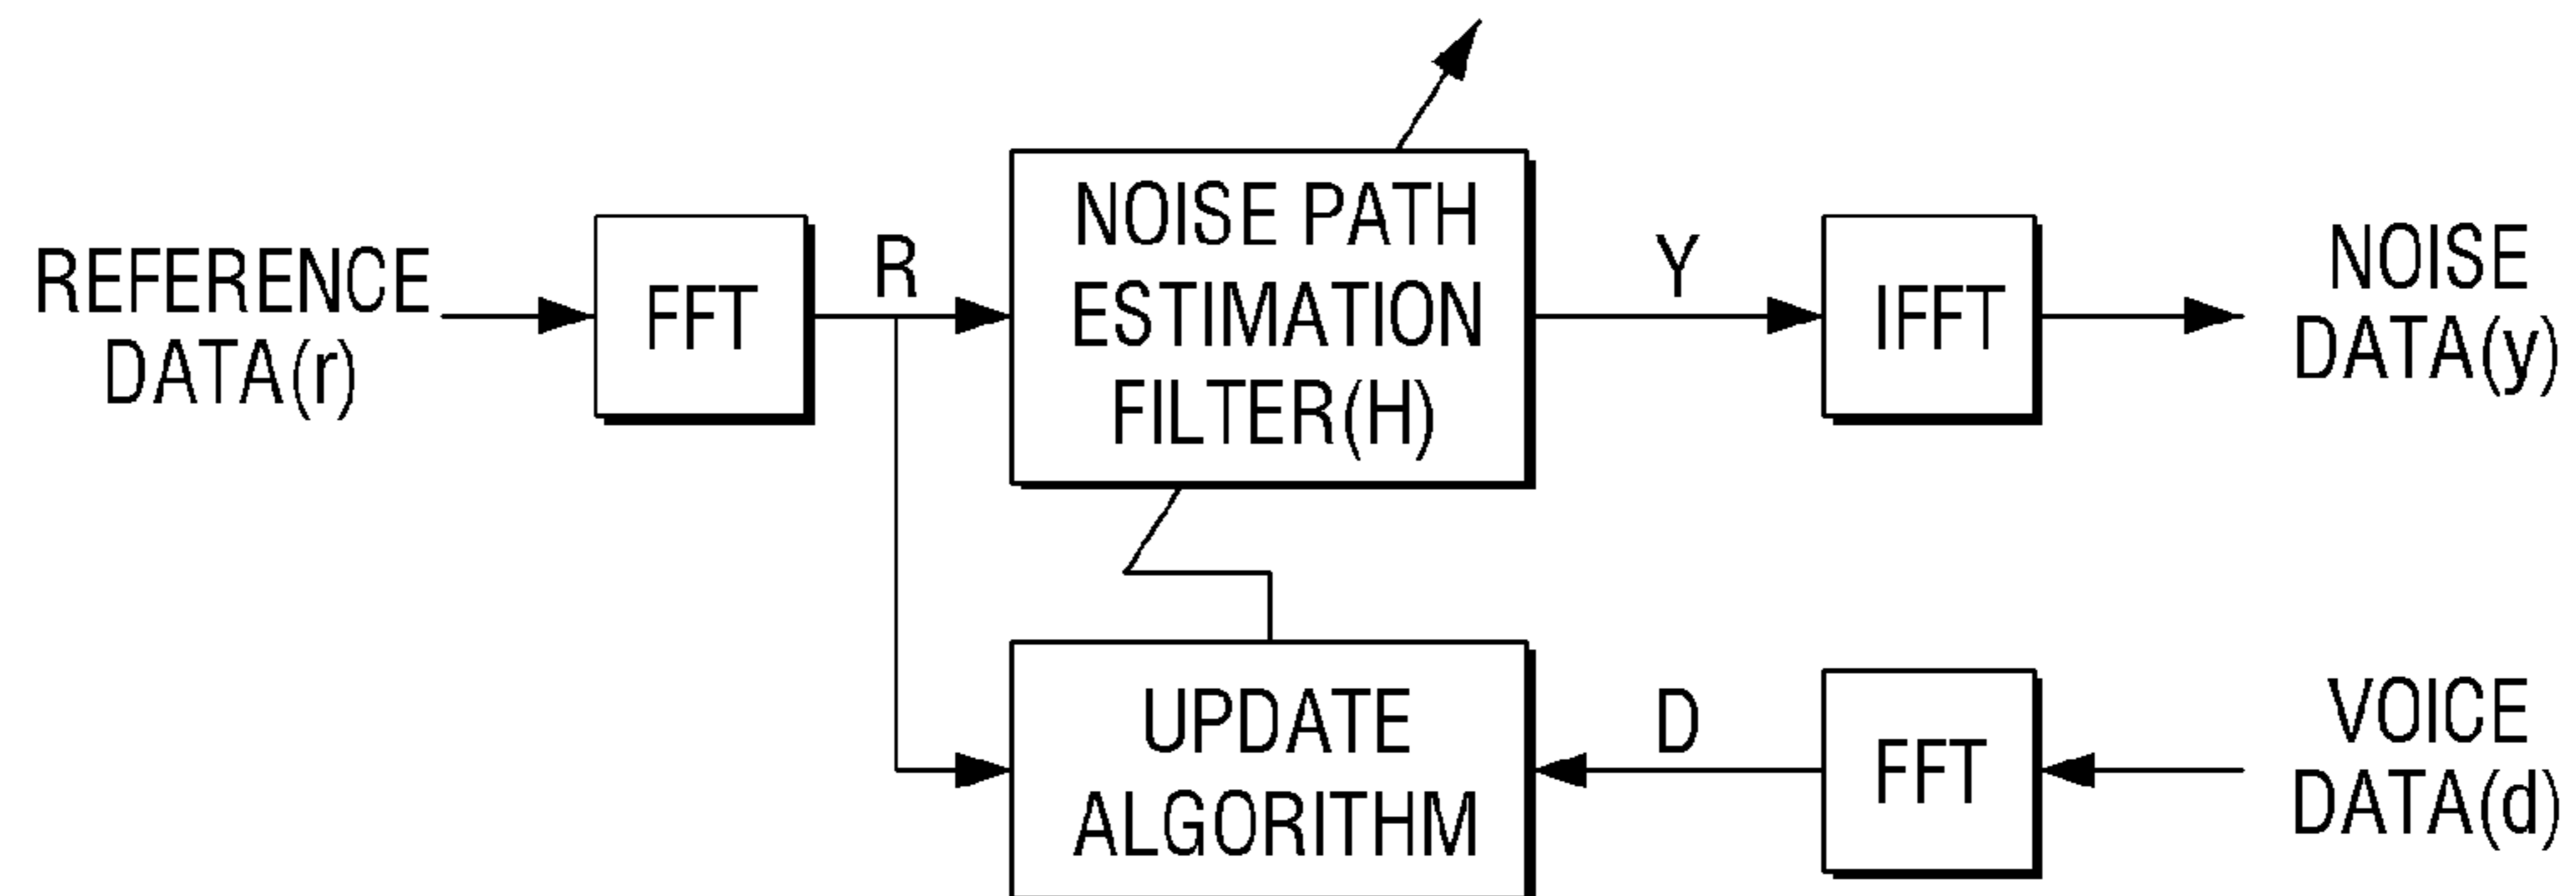 REFERENCE
DATA(r)
FFT
R
NOISE PATH
ESTIMATION
FILTER(H)
Y
IFFT
NOISE
DATA(y)
UPDATE
ALGORITHM
D
FFT
VOICE
DATA(d)